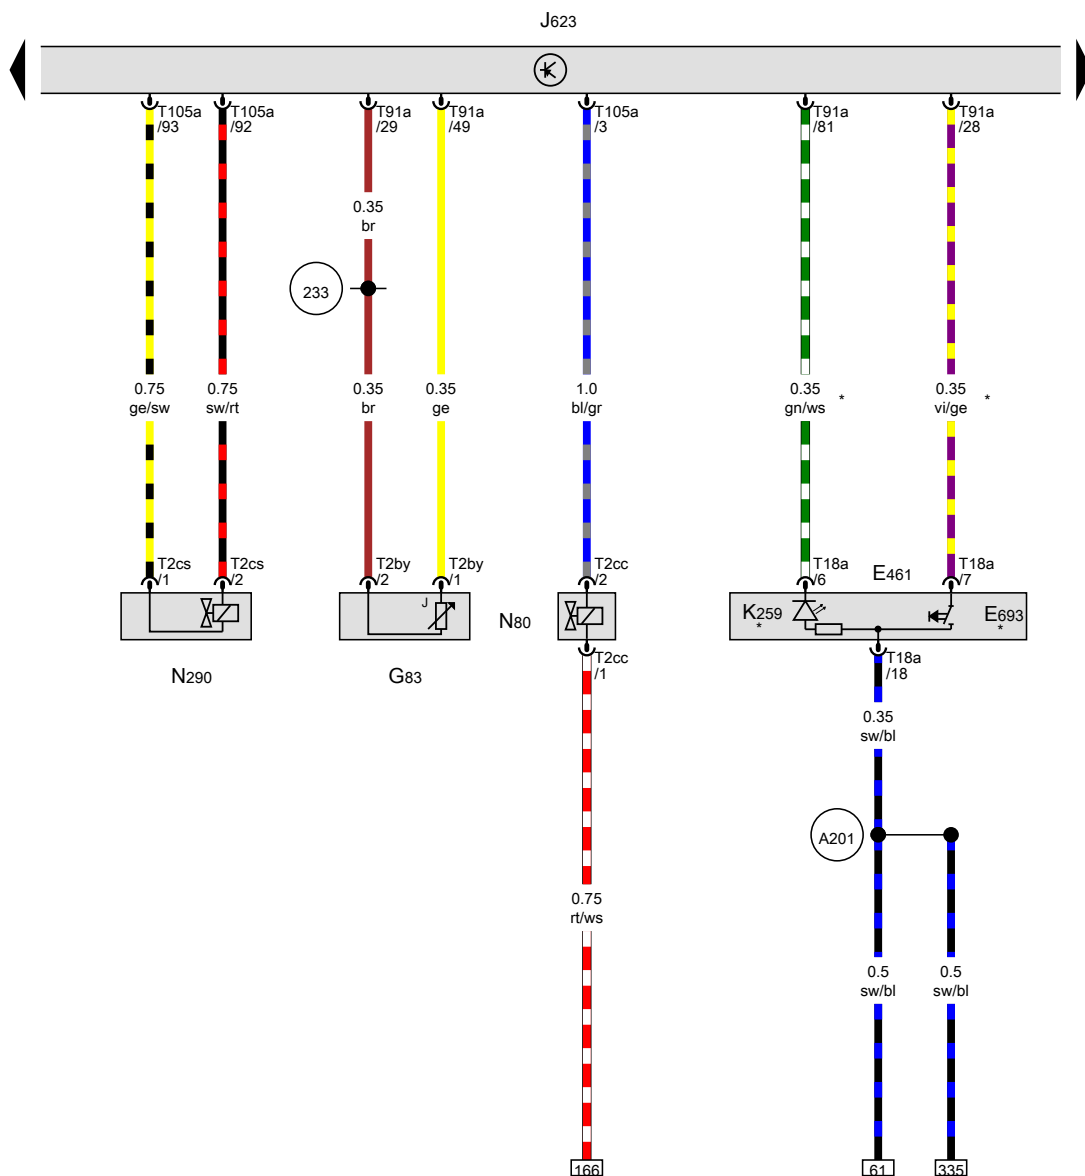 J623
T105a
/93
T105a
/92
T91a
/29
T91a
/49
T105a
/3
T91a
/81
T91a
/28
0.35
br
233
0.75
ge/sw
0.75
sw/rt
0.35
br
0.35
ge
1.0
bl/gr
0.35
gn/ws *
0.35
vi/ge *
T2cs
/1
T2cs
/2
T2by
/2
T2by
/1
T2cc
/2
T18a
/6
E461
T18a
/7
J
N80
K259
*
E693
*
N290
G83
T2cc
/1
T18a
/18
0.35
sw/bl
A201
0.75
rt/ws
0.5
sw/bl
0.5
sw/bl
166
61
335